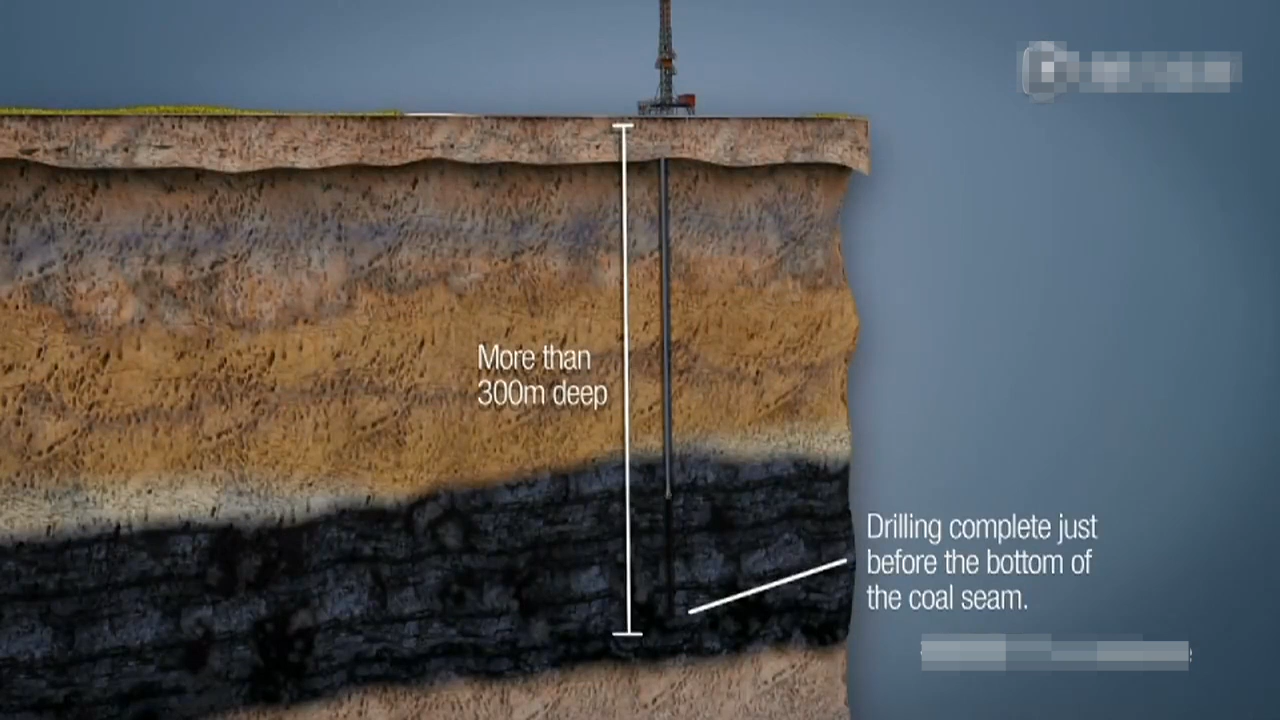 More than
300m deep
Drilling complete just
before the bottom of
the coal seam.